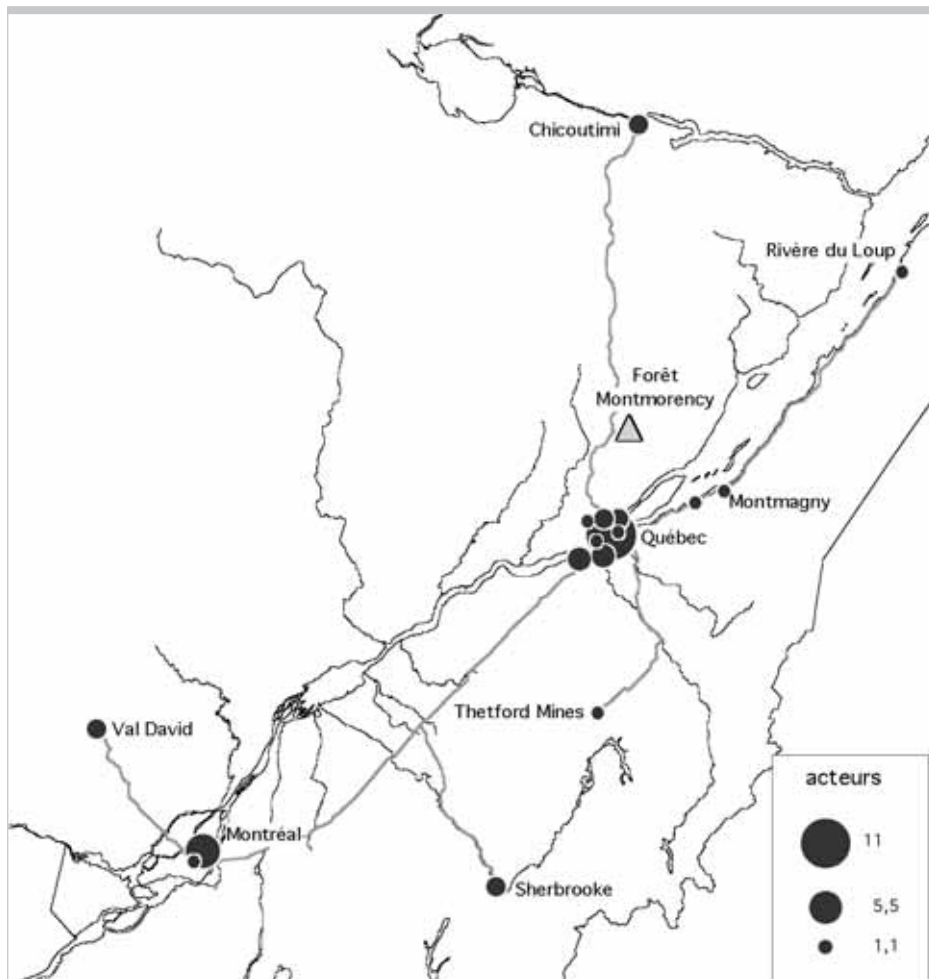 Chicoutimi
Rivère du Loup
Forêt
Montmorency
Montmagny
Québec
Thetford Mines
Val David
Montréal
Sherbrooke
acteurs
11
5,5
1,1